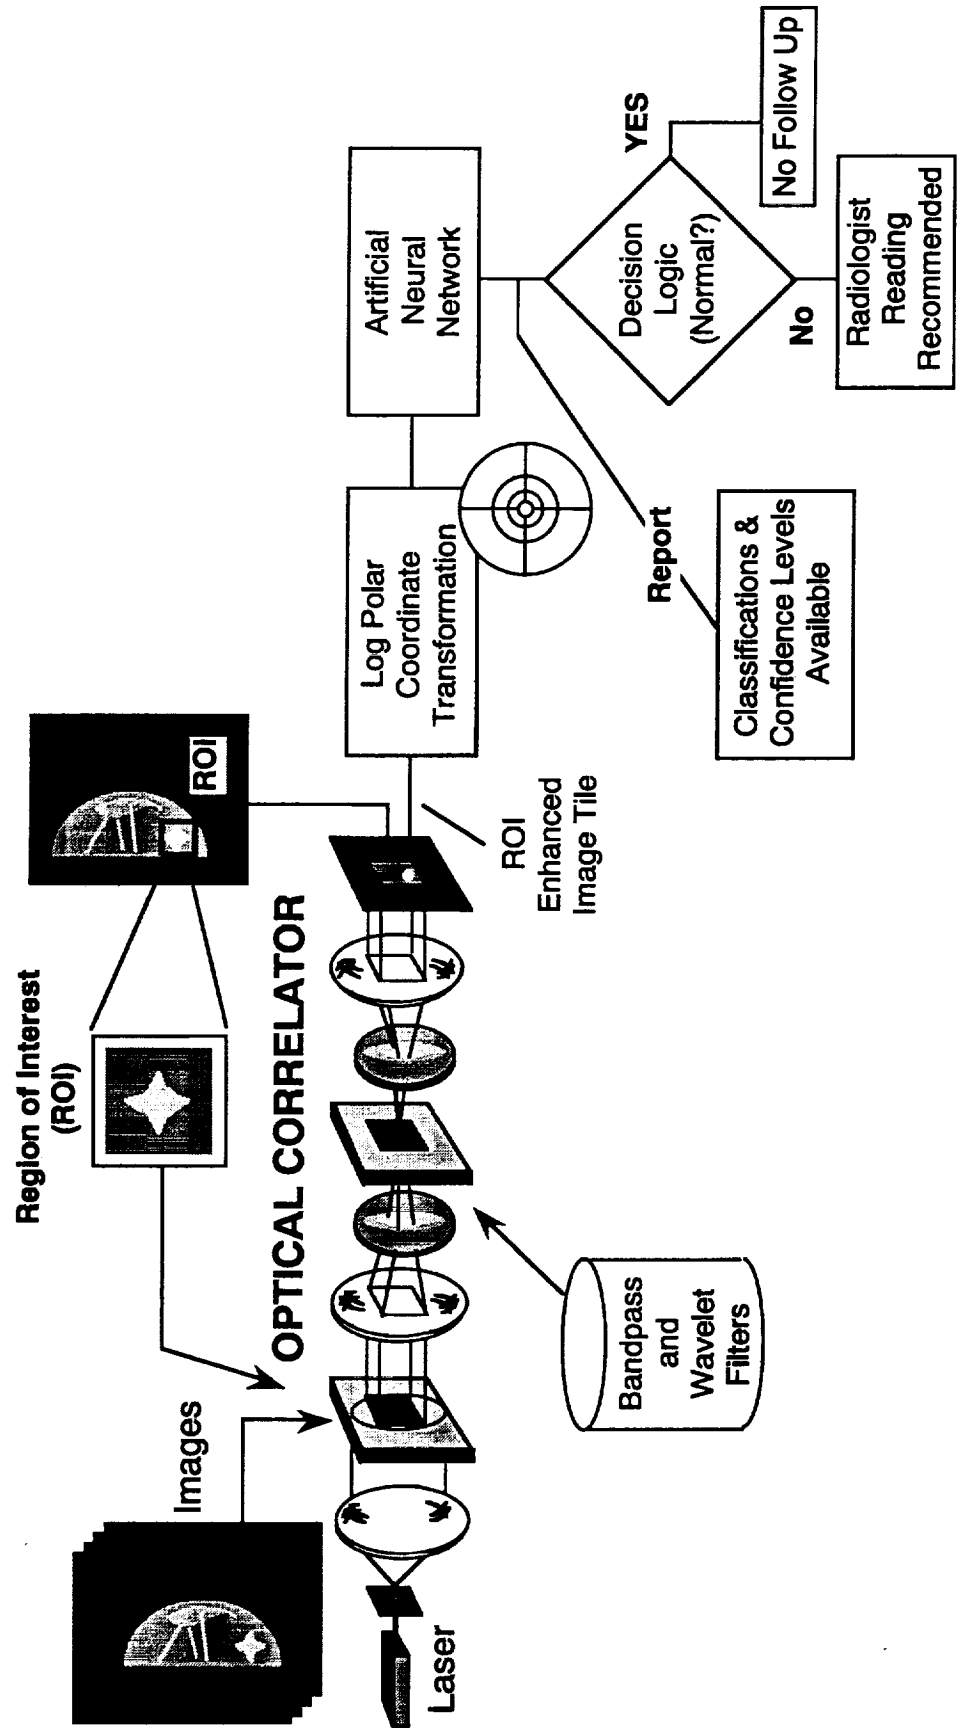 Region of Interest
(ROI)
Images
ROI
OPTICAL CORRELATOR
Laser
Bandpass
and
Wavelet
Filters
ROI
Enhanced
Image Tile
Log Polar
Coordinate
Transformation
Artificial
Neural
Network
Report
Classifications &
Confidence Levels
Available
Decision
Logic
(Normal?)
YES
No Follow Up
No
Radiologist
Reading
Recommended